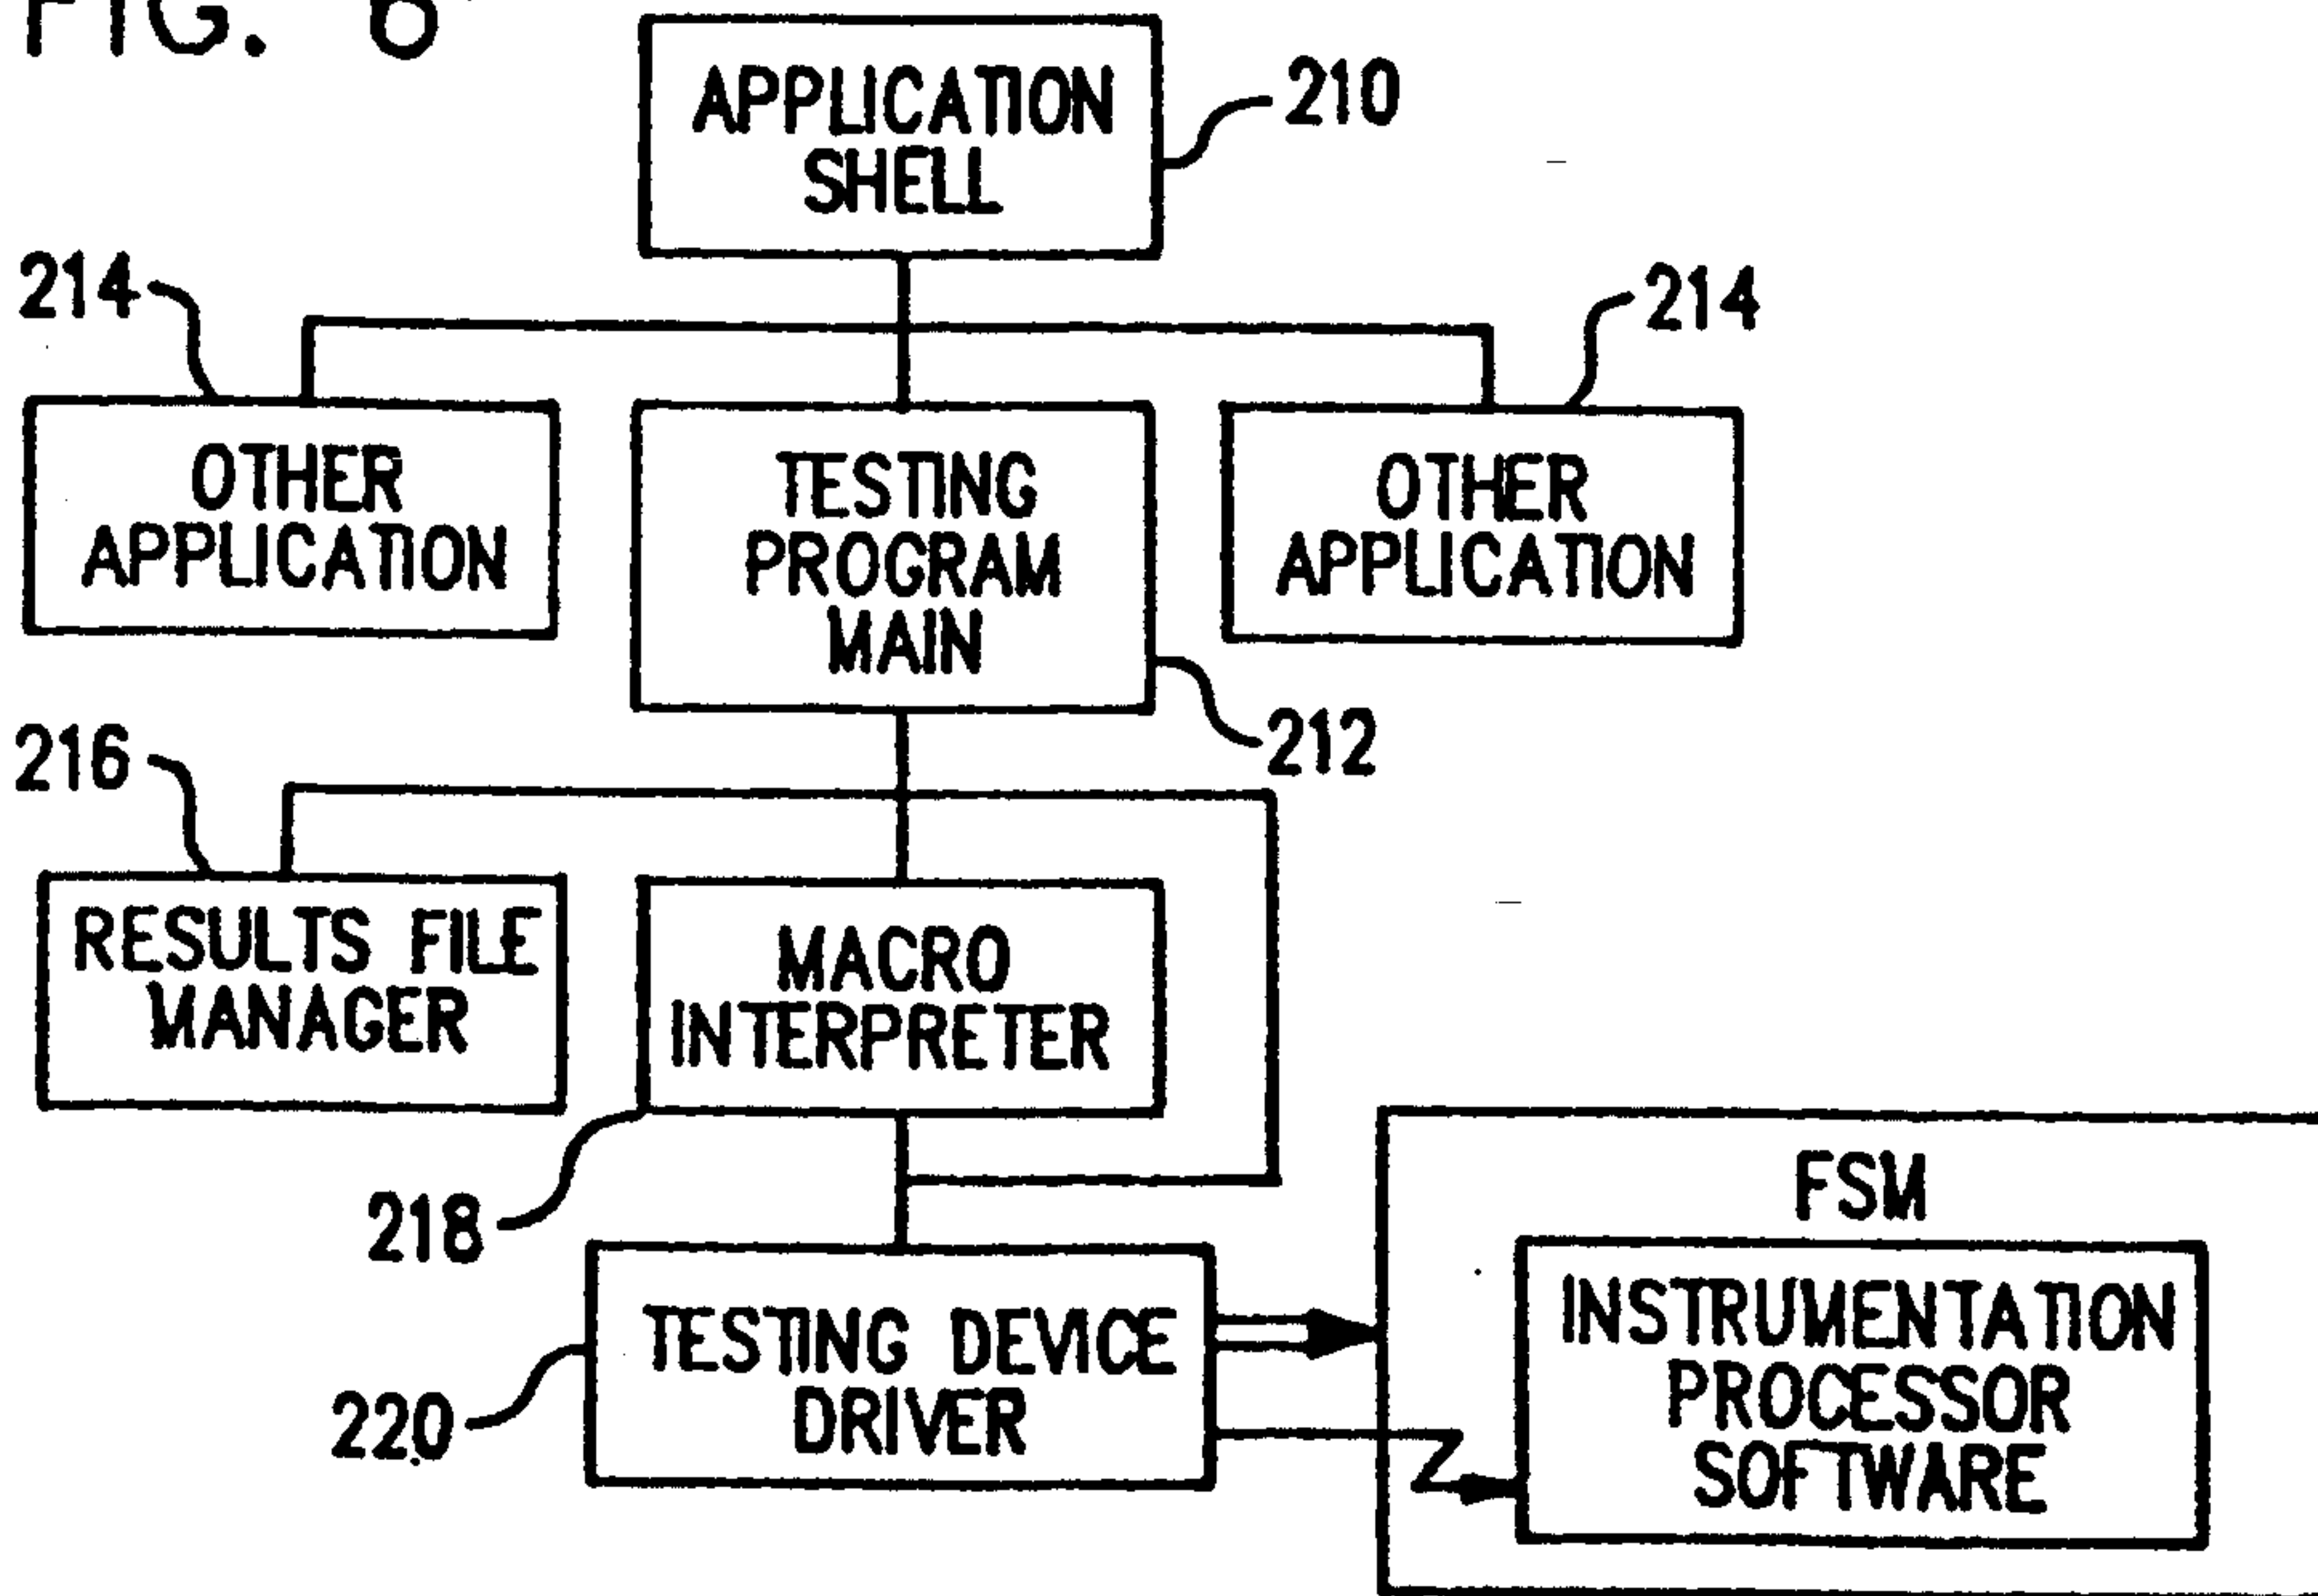 FIG. 6
APPLICATION
SHELL
210
214
214
OTHER
APPLICATION
TESTING
PROGRAM
MAIN
OTHER
APPLICATION
212
216
RESULTS FILE
MANAGER
MACRO
INTERPRETER
218
FSM
INSTRUMENTATION
PROCESSOR
SOFTWARE
TESTING DEVICE
DRIVER
220